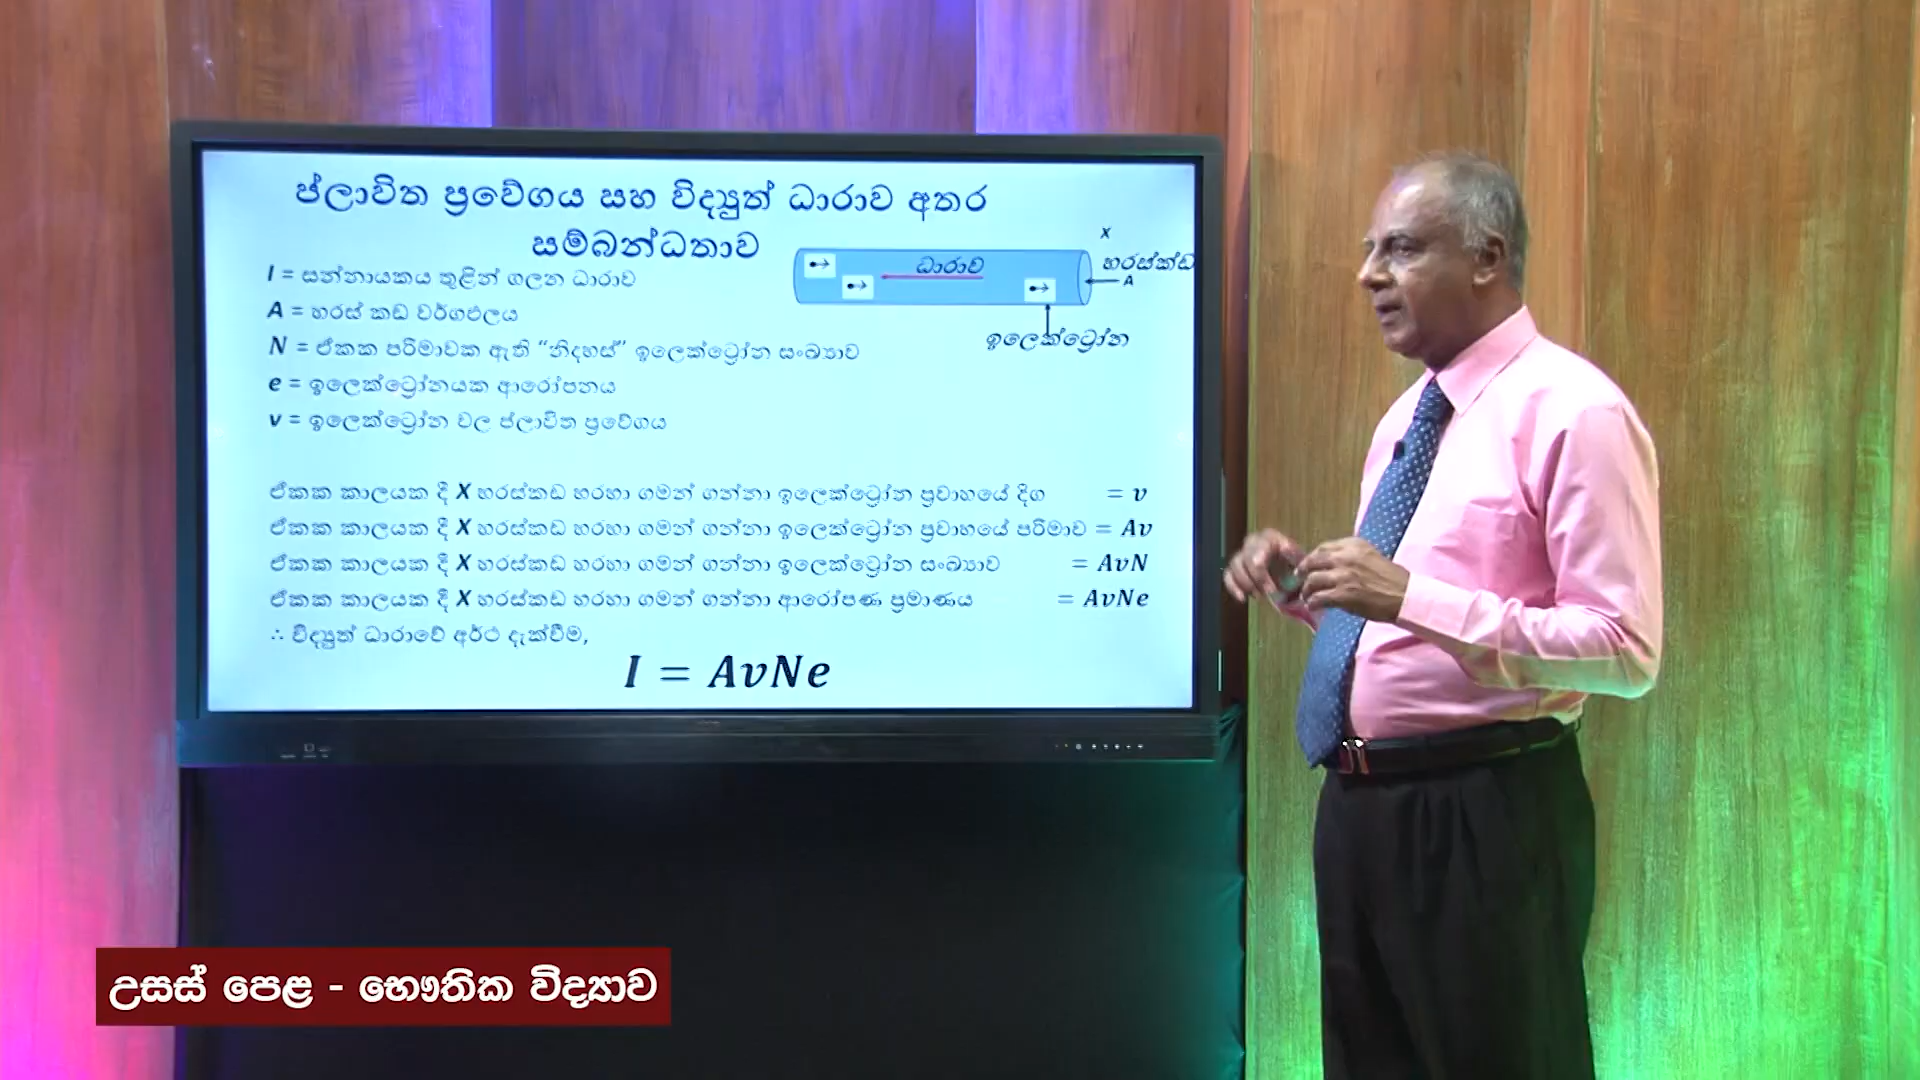 ප්ලාවිත ප්‍රවේගය සහ විද්‍යුත් ධාරාව අතර
සම්බන්ධතාව
I = සන්නායකය තුළින් ගලන ධාරාව
A = හරස් කඩ වර්ගඵලය
N = ඒකක පරිමාවක ඇති “නිදහස්” ඉලෙක්ට්‍රෝන සංඛ්‍යාව
e = ඉලෙක්ට්‍රෝනයක ආරෝපනය
v = ඉලෙක්ට්‍රෝන වල ප්ලාවිත ප්‍රවේගය
X
හරස්කඩ
A
ධාරාව
ඉලෙක්ට්‍රෝන
ඒකක කාලයක දී X හරස්කඩ හරහා ගමන් ගන්නා ඉලෙක්ට්‍රෝන ප්‍රවාහයේ දිග = v
ඒකක කාලයක දී X හරස්කඩ හරහා ගමන් ගන්නා ඉලෙක්ට්‍රෝන ප්‍රවාහයේ පරිමාව = Av
ඒකක කාලයක දී X හරස්කඩ හරහා ගමන් ගන්නා ඉලෙක්ට්‍රෝන සංඛ්‍යාව = AvN
ඒකක කාලයක දී X හරස්කඩ හරහා ගමන් ගන්නා ආරෝපණ ප්‍රමාණය = AvNe
∴ විද්‍යුත් ධාරාවේ අර්ථ දැක්වීම,
I = AvNe
උසස් පෙළ - භෞතික විද්‍යාව